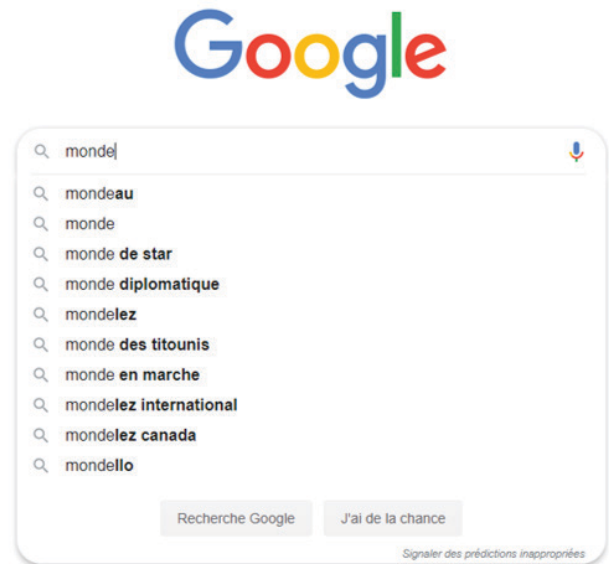 Google
monde
mondeau
monde
monde de star
monde diplomatique
mondelez
monde des titounis
monde en marche
mondelez international
mondelez canada
mondello
Recherche Google J'ai de la chance
Signaler des prédictions inappropriées